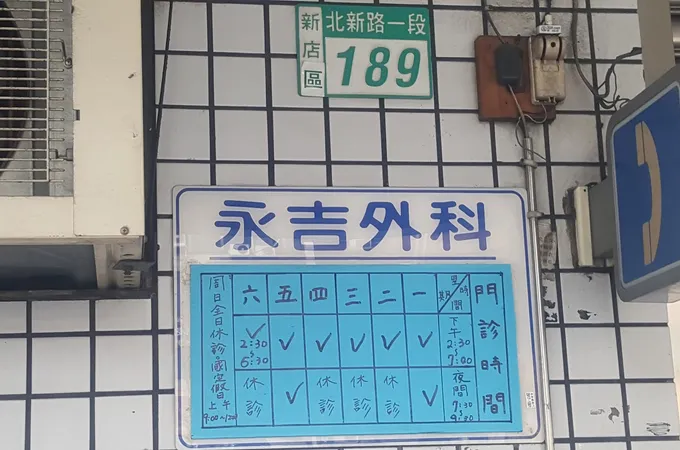 新店區
北新路一段
189
永吉外科
門診時間
星期 時間 一 二 三 四 五 六
下午 2:30~7:00 ✓ ✓ ✓ ✓ ✓ ✓ 2:30~5:30
夜間 7:30~9:30 ✓ 休診 休診 休診 ✓ 休診
周日全日休診・國定假日上午9:00~12:00